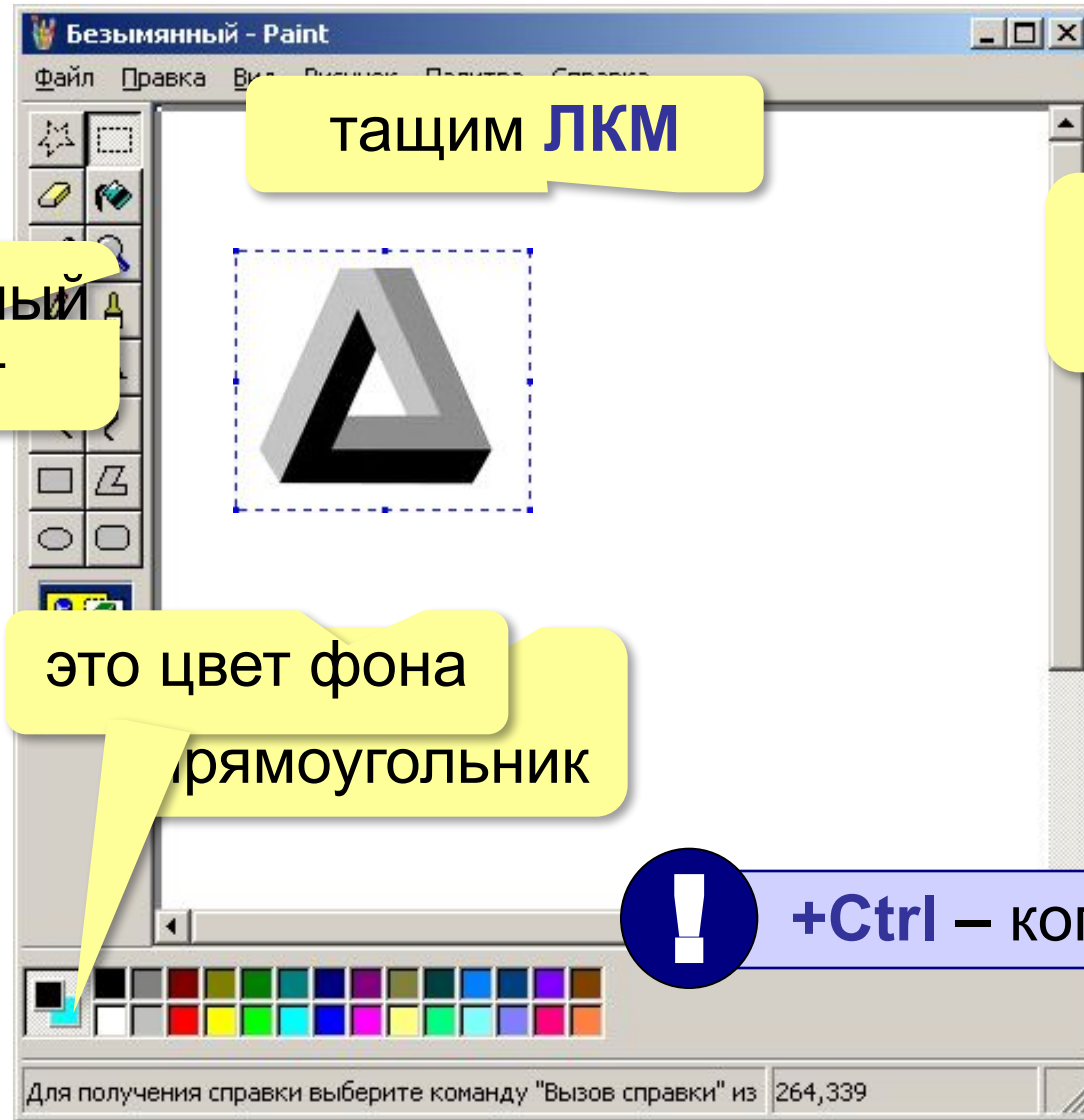 Безымянный - Paint
Файл Правка Вид
тащим ЛКМ
это цвет фона
прямоугольник
+Ctrl –
Для получения справки выберите команду "Вызов справки" из 264,339